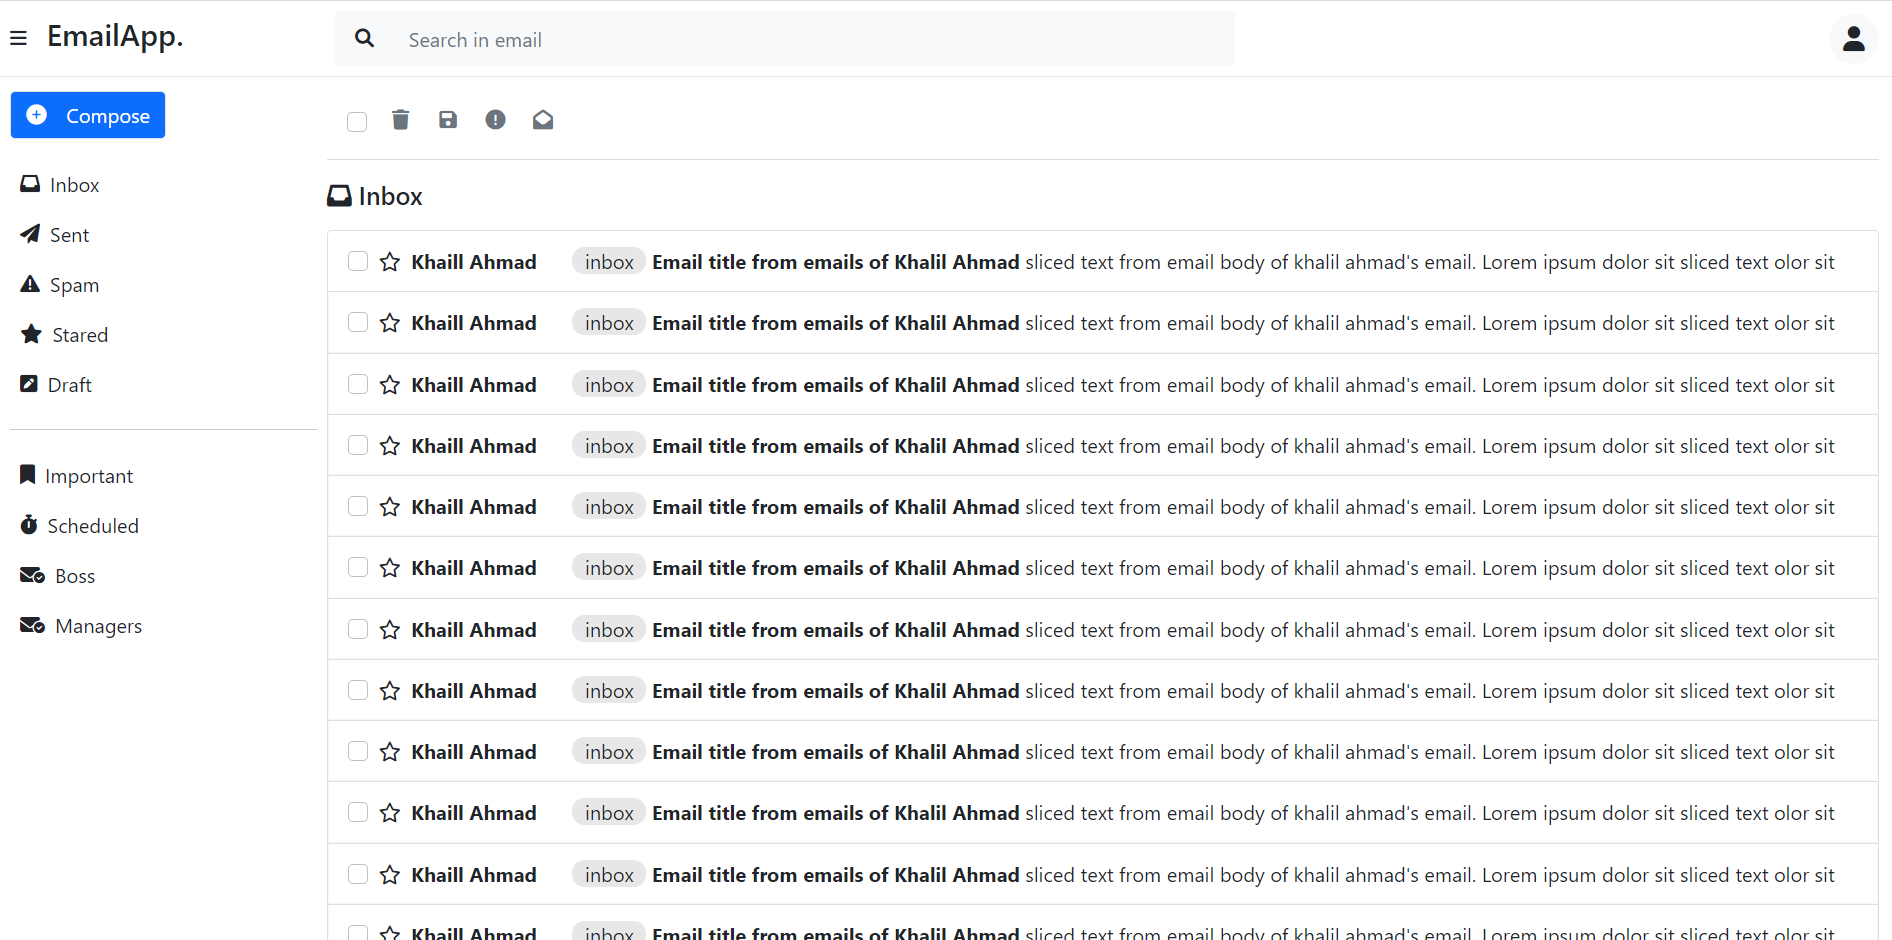 EmailApp.
Search in email
Compose
Inbox
Sent
Spam
Stared
Draft
Important
Scheduled
Boss
Managers
Inbox
Khaill Ahmad inbox Email title from emails of Khalil Ahmad sliced text from email body of khalil ahmad's email. Lorem ipsum dolor sit sliced text olor sit
Khaill Ahmad inbox Email title from emails of Khalil Ahmad sliced text from email body of khalil ahmad's email. Lorem ipsum dolor sit sliced text olor sit
Khaill Ahmad inbox Email title from emails of Khalil Ahmad sliced text from email body of khalil ahmad's email. Lorem ipsum dolor sit sliced text olor sit
Khaill Ahmad inbox Email title from emails of Khalil Ahmad sliced text from email body of khalil ahmad's email. Lorem ipsum dolor sit sliced text olor sit
Khaill Ahmad inbox Email title from emails of Khalil Ahmad sliced text from email body of khalil ahmad's email. Lorem ipsum dolor sit sliced text olor sit
Khaill Ahmad inbox Email title from emails of Khalil Ahmad sliced text from email body of khalil ahmad's email. Lorem ipsum dolor sit sliced text olor sit
Khaill Ahmad inbox Email title from emails of Khalil Ahmad sliced text from email body of khalil ahmad's email. Lorem ipsum dolor sit sliced text olor sit
Khaill Ahmad inbox Email title from emails of Khalil Ahmad sliced text from email body of khalil ahmad's email. Lorem ipsum dolor sit sliced text olor sit
Khaill Ahmad inbox Email title from emails of Khalil Ahmad sliced text from email body of khalil ahmad's email. Lorem ipsum dolor sit sliced text olor sit
Khaill Ahmad inbox Email title from emails of Khalil Ahmad sliced text from email body of khalil ahmad's email. Lorem ipsum dolor sit sliced text olor sit
Khaill Ahmad inbox Email title from emails of Khalil Ahmad sliced text from email body of khalil ahmad's email. Lorem ipsum dolor sit sliced text olor sit
Khaill Ahmad inbox Email title from emails of Khalil Ahmad sliced text from email body of khalil ahmad's email. Lorem ipsum dolor sit sliced text olor sit